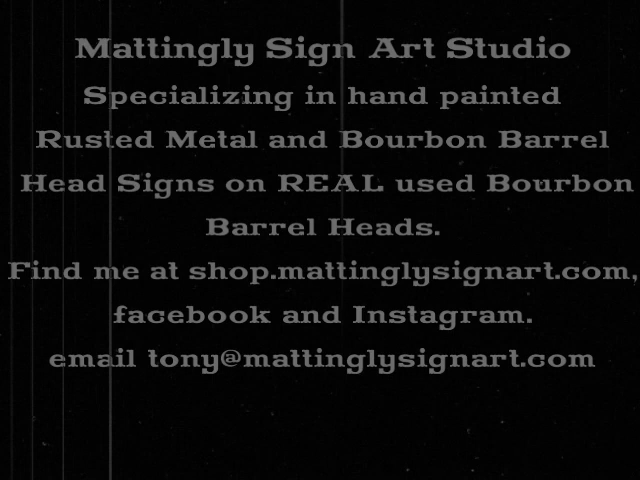 Mattingly Sign Art Studio
Specializing in hand painted
Rusted Metal and Bourbon Barrel
Head Signs on REAL used Bourbon
Barrel Heads.
Find me at shop.mattinglysignart.com,
facebook and Instagram.
email tony@mattinglysignart.com